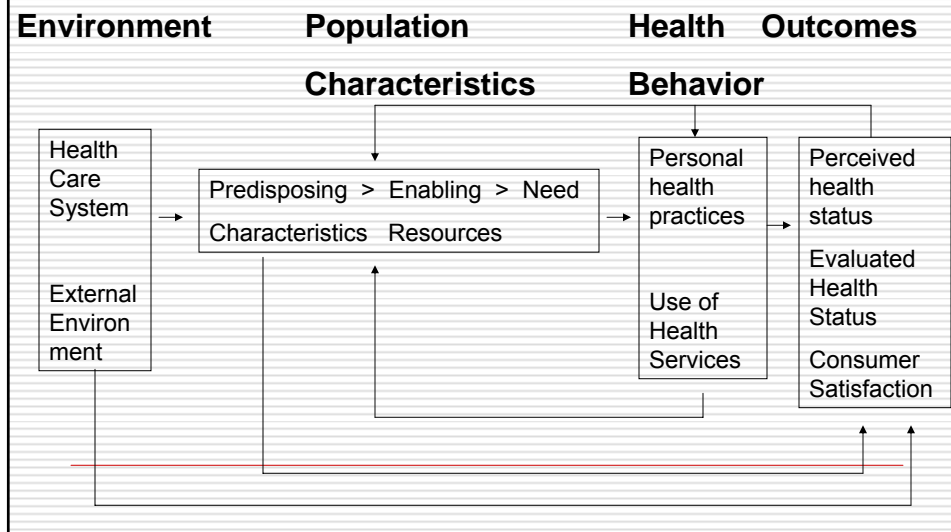 Environment Population Health Outcomes
Characteristics Behavior
Health
Care
System
External
Environ
ment
Predisposing > Enabling > Need
Characteristics Resources
Personal
health
practices
Use of
Health
Services
Perceived
health
status
Evaluated
Health
Status
Consumer
Satisfaction